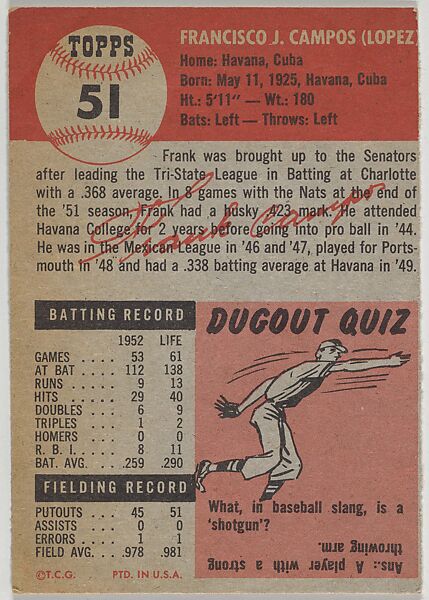 TOPPS
51
FRANCISCO J. CAMPOS (LOPEZ)
Home: Havana, Cuba
Born: May 11, 1925, Havana, Cuba
Ht.: 5'11" — Wt.: 180
Bats: Left — Throws: Left
Frank was brought up to the Senators
after leading the Tri-State League in Batting at Charlotte
with a .368 average. In 8 games with the Nats at the end of
the '51 season, Frank had a husky .423 mark. He attended
Havana College for 2 years before going into pro ball in '44.
He was in the Mexican League in '46 and '47, played for Ports-
mouth in '48 and had a .338 batting average at Havana in '49.
Frank Campos
BATTING RECORD
1952 LIFE
GAMES .... 53 61
AT BAT .... 112 138
RUNS .... 9 13
HITS .... 29 40
DOUBLES .... 6 9
TRIPLES .... 1 2
HOMERS .... 0 0
R. B. I. .... 8 11
BAT. AVG. .... .259 .290
FIELDING RECORD
PUTOUTS .... 45 51
ASSISTS .... 0 0
ERRORS .... 1 1
FIELD AVG. .... .978 .981
©T.C.G. PTD. IN U.S.A.
DUGOUT QUIZ
What, in baseball slang, is a
'shotgun'?
Ans.: A player with a strong
throwing arm.